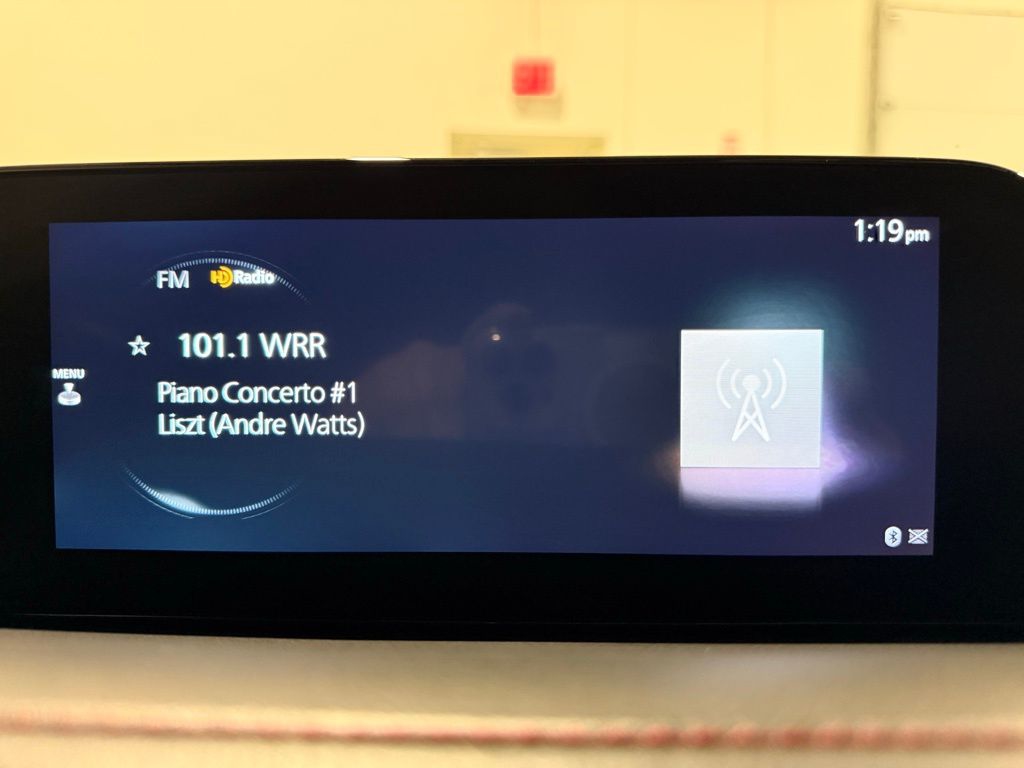 1:19pm
FM HD Radio
101.1 WRR
MENU
Piano Concerto #1
Liszt (Andre Watts)